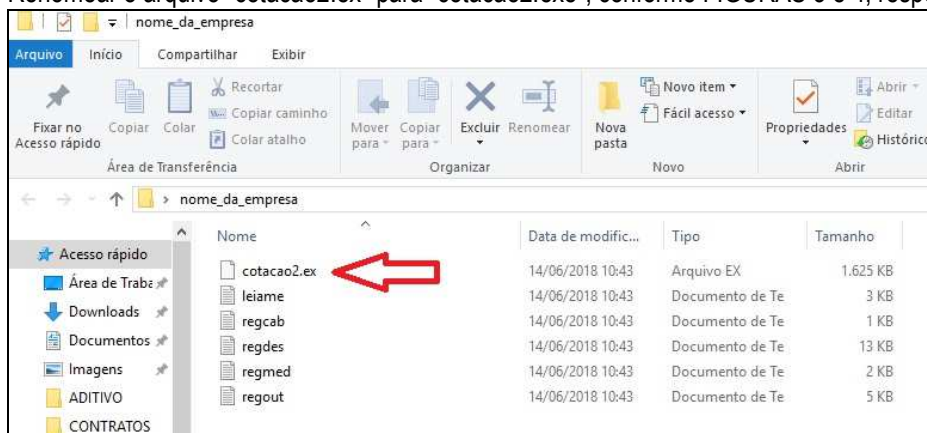 Renomear o arquivo "cotacao2.ex" para "cotacao2.exe", conforme FIGURAS 3 e 4,
nome_da_empresa
Arquivo Início Compartilhar Exibir
Fixar no Acesso rápido
Copiar
Colar
Recortar
Copiar caminho
Colar atalho
Área de Transferência
Mover para
Copiar para
Excluir
Renomear
Organizar
Nova pasta
Novo item
Fácil acesso
Novo
Propriedades
Abrir
Editar
Histórico
Abrir
nome_da_empresa
Nome Data de modific... Tipo Tamanho
Acesso rápido
Área de Traba
Downloads
Documentos
Imagens
ADITIVO
CONTRATOS
cotacao2.ex 14/06/2018 10:43 Arquivo EX 1.625 KB
leiame 14/06/2018 10:43 Documento de Te 3 KB
regcab 14/06/2018 10:43 Documento de Te 1 KB
regdes 14/06/2018 10:43 Documento de Te 13 KB
regmed 14/06/2018 10:43 Documento de Te 2 KB
regout 14/06/2018 10:43 Documento de Te 5 KB